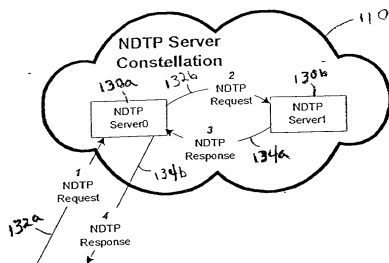 110
NDTP Server
Constellation
130a
132b
2
NDTP
Request
130b
NDTP
Server0
NDTP
Server1
3
NDTP
Response
134a
134b
1
NDTP
Request
132a
4
NDTP
Response